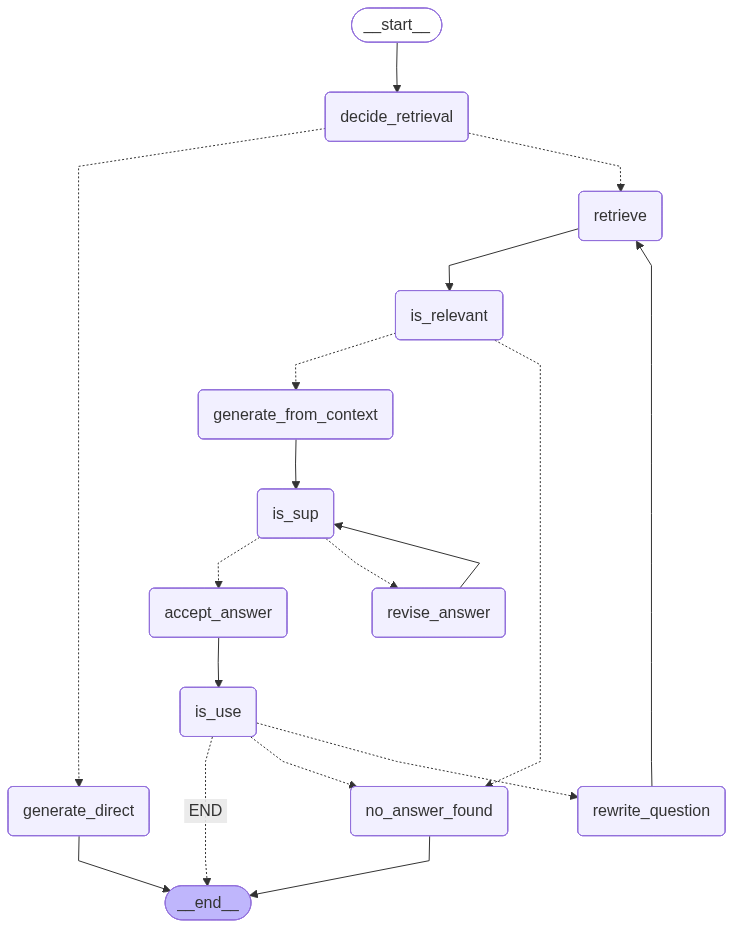 __start__
decide_retrieval
retrieve
is_relevant
generate_from_context
is_sup
accept_answer
revise_answer
is_use
END
generate_direct
no_answer_found
rewrite_question
__end__